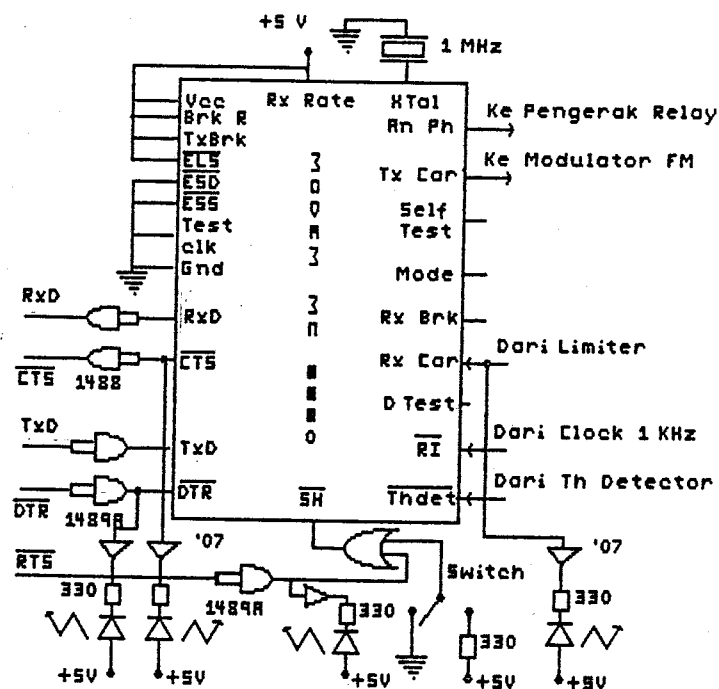 +5 V
1 MHz
Vcc
Rx Rate
XTal
Brk R
An Ph
Ke Pengerak Relay
TxBrk
ELS
Tx Car
Ke Modulator FM
ESD
ESS
Self
Test
Test
clk
Gnd
Mode
RxD
RxD
Rx Brk
CTS
CTS
1488
Rx Car
Dari Limiter
D Test
TxD
TxD
RI
Dari Clock 1 KHz
DTR
DTR
1489A
SH
Thdet
Dari Th Detector
'07
'07
RTS
1489A
Switch
330
330
330
330
+5V
+5V
+5V
+5V
+5V